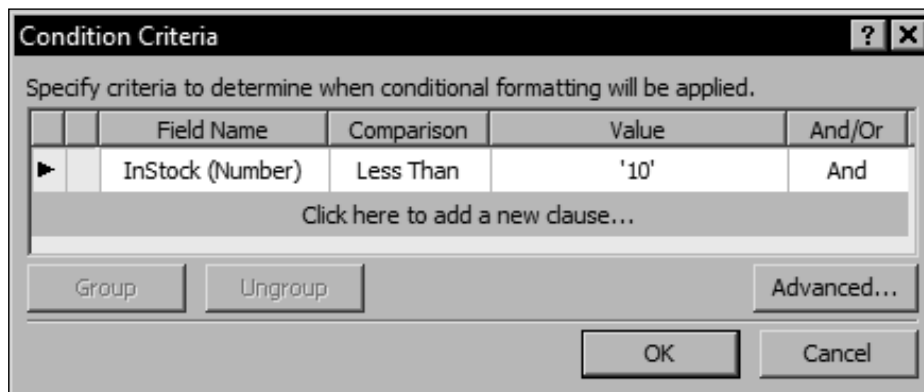 Condition Criteria
Specify criteria to determine when conditional formatting will be applied.
Field Name Comparison Value And/Or
InStock (Number) Less Than '10' And
Click here to add a new clause...
Group Ungroup Advanced...
OK Cancel